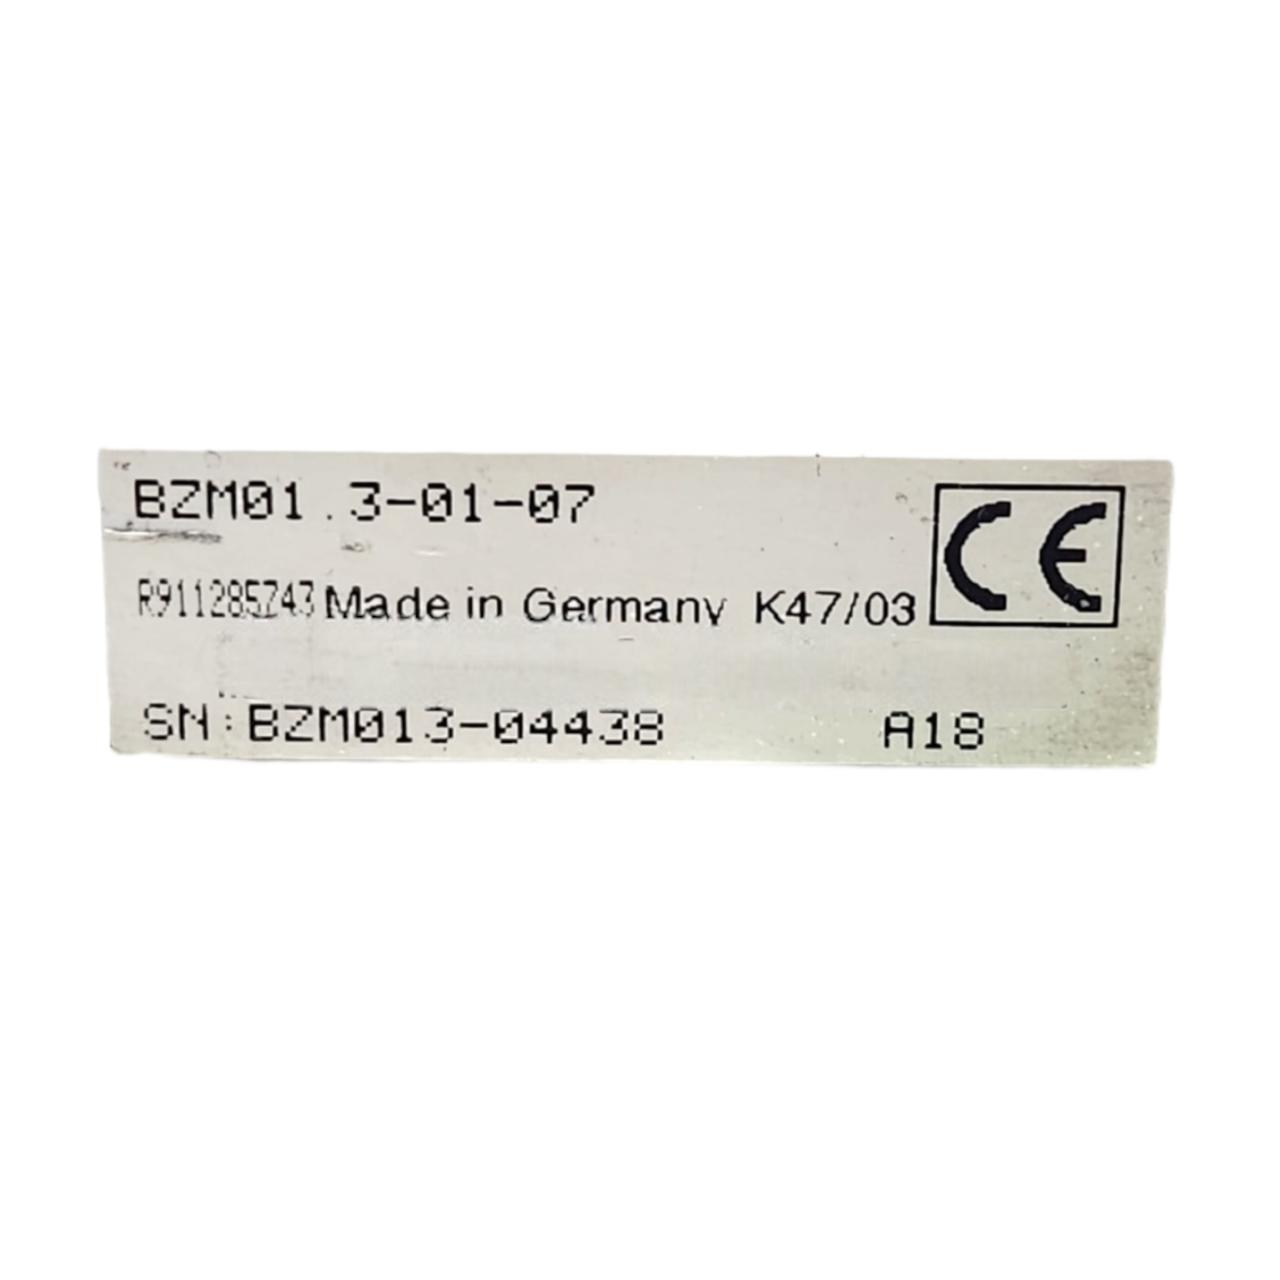 BZM01.3-01-07
R911285743 Made in Germany K47/03 CE
SN:BZM013-04438 A18